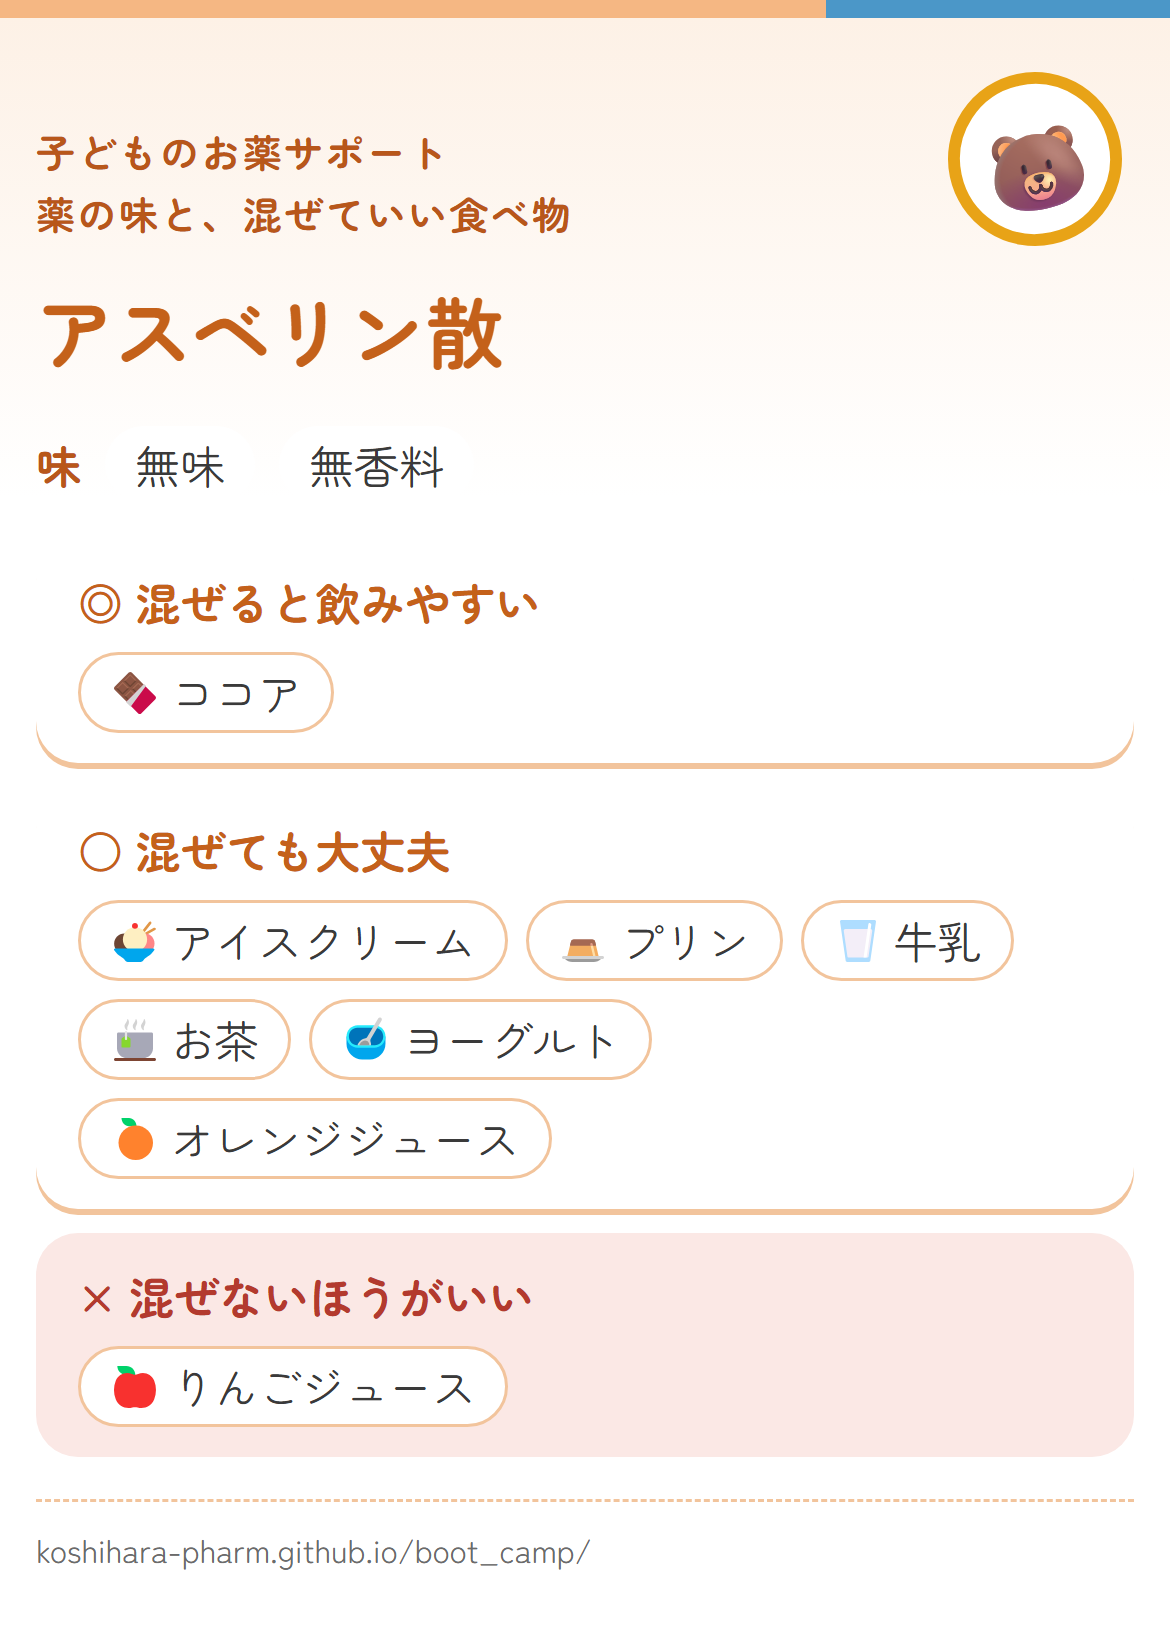 子どものお薬サポート
薬の味と、混ぜていい食べ物
アスベリン散
味 無味 無香料
◎ 混ぜると飲みやすい
ココア
○ 混ぜても大丈夫
アイスクリーム プリン 牛乳
お茶 ヨーグルト
オレンジジュース
× 混ぜないほうがいい
りんごジュース
koshihara-pharm.github.io/boot_camp/